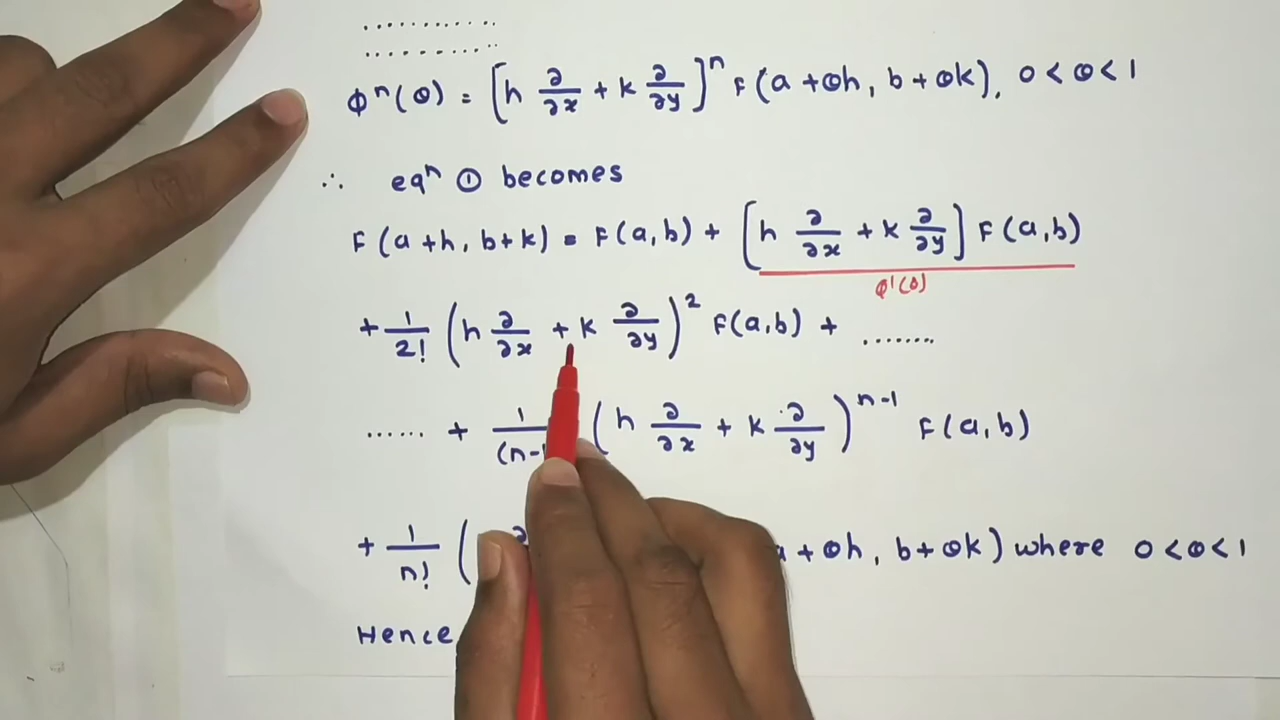 ...........
...........
φⁿ(θ) = [h ∂/∂x + k ∂/∂y]ⁿ F(a+θh, b+θk), 0<θ<1
∴ eqⁿ ① becomes
F(a+h, b+k) = F(a,b) + [h ∂/∂x + k ∂/∂y] F(a,b)
φ'(0)
+ 1/2! (h ∂/∂x + k ∂/∂y)² F(a,b) + ........
...... + 1/(n-1 (h ∂/∂x + k ∂/∂y)ⁿ⁻¹ F(a,b)
+ 1/n! ( ∂ a+θh, b+θk) where 0<θ<1
Hence